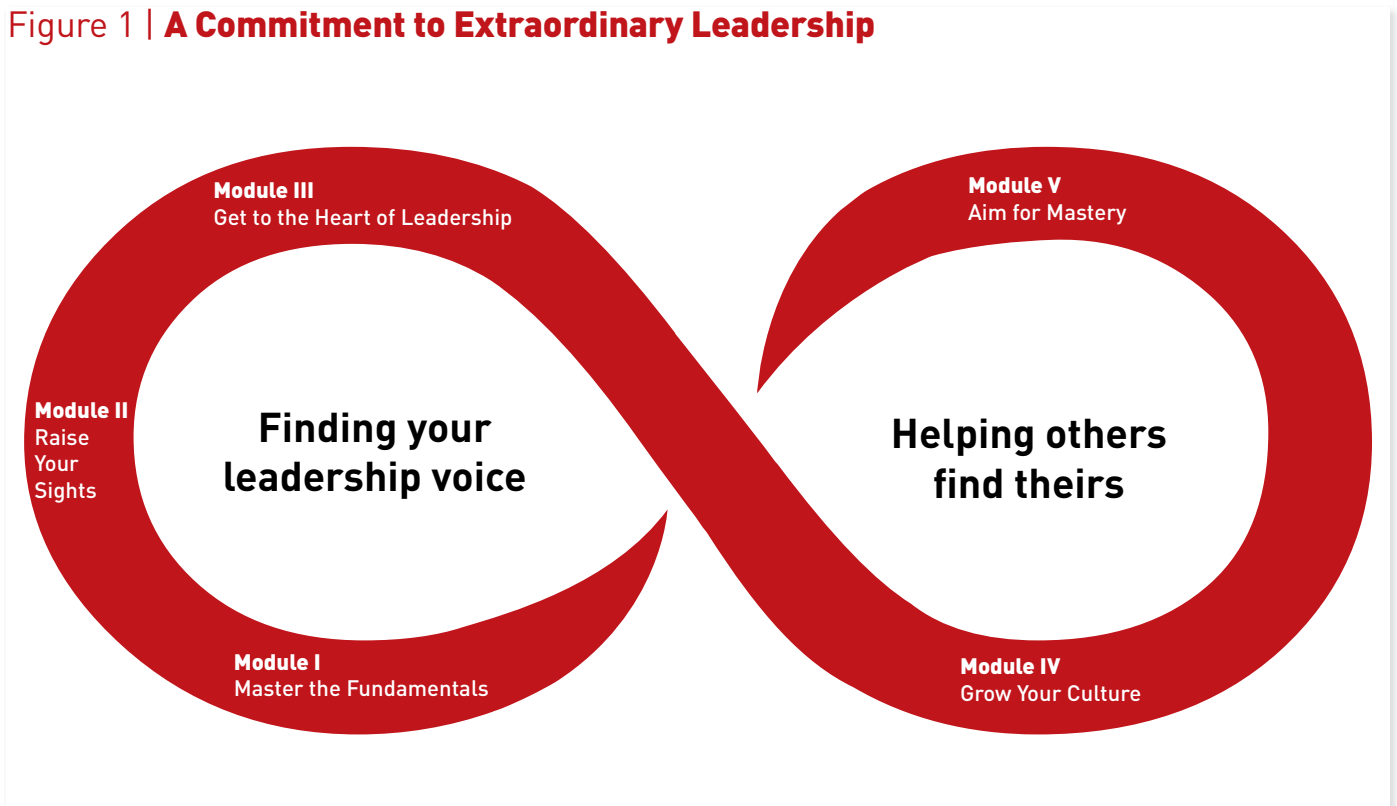 Figure 1 | A Commitment to Extraordinary Leadership
Module III
Get to the Heart of Leadership
Module V
Aim for Mastery
Module II
Raise
Your
Sights
Finding your
leadership voice
Helping others
find theirs
Module I
Master the Fundamentals
Module IV
Grow Your Culture